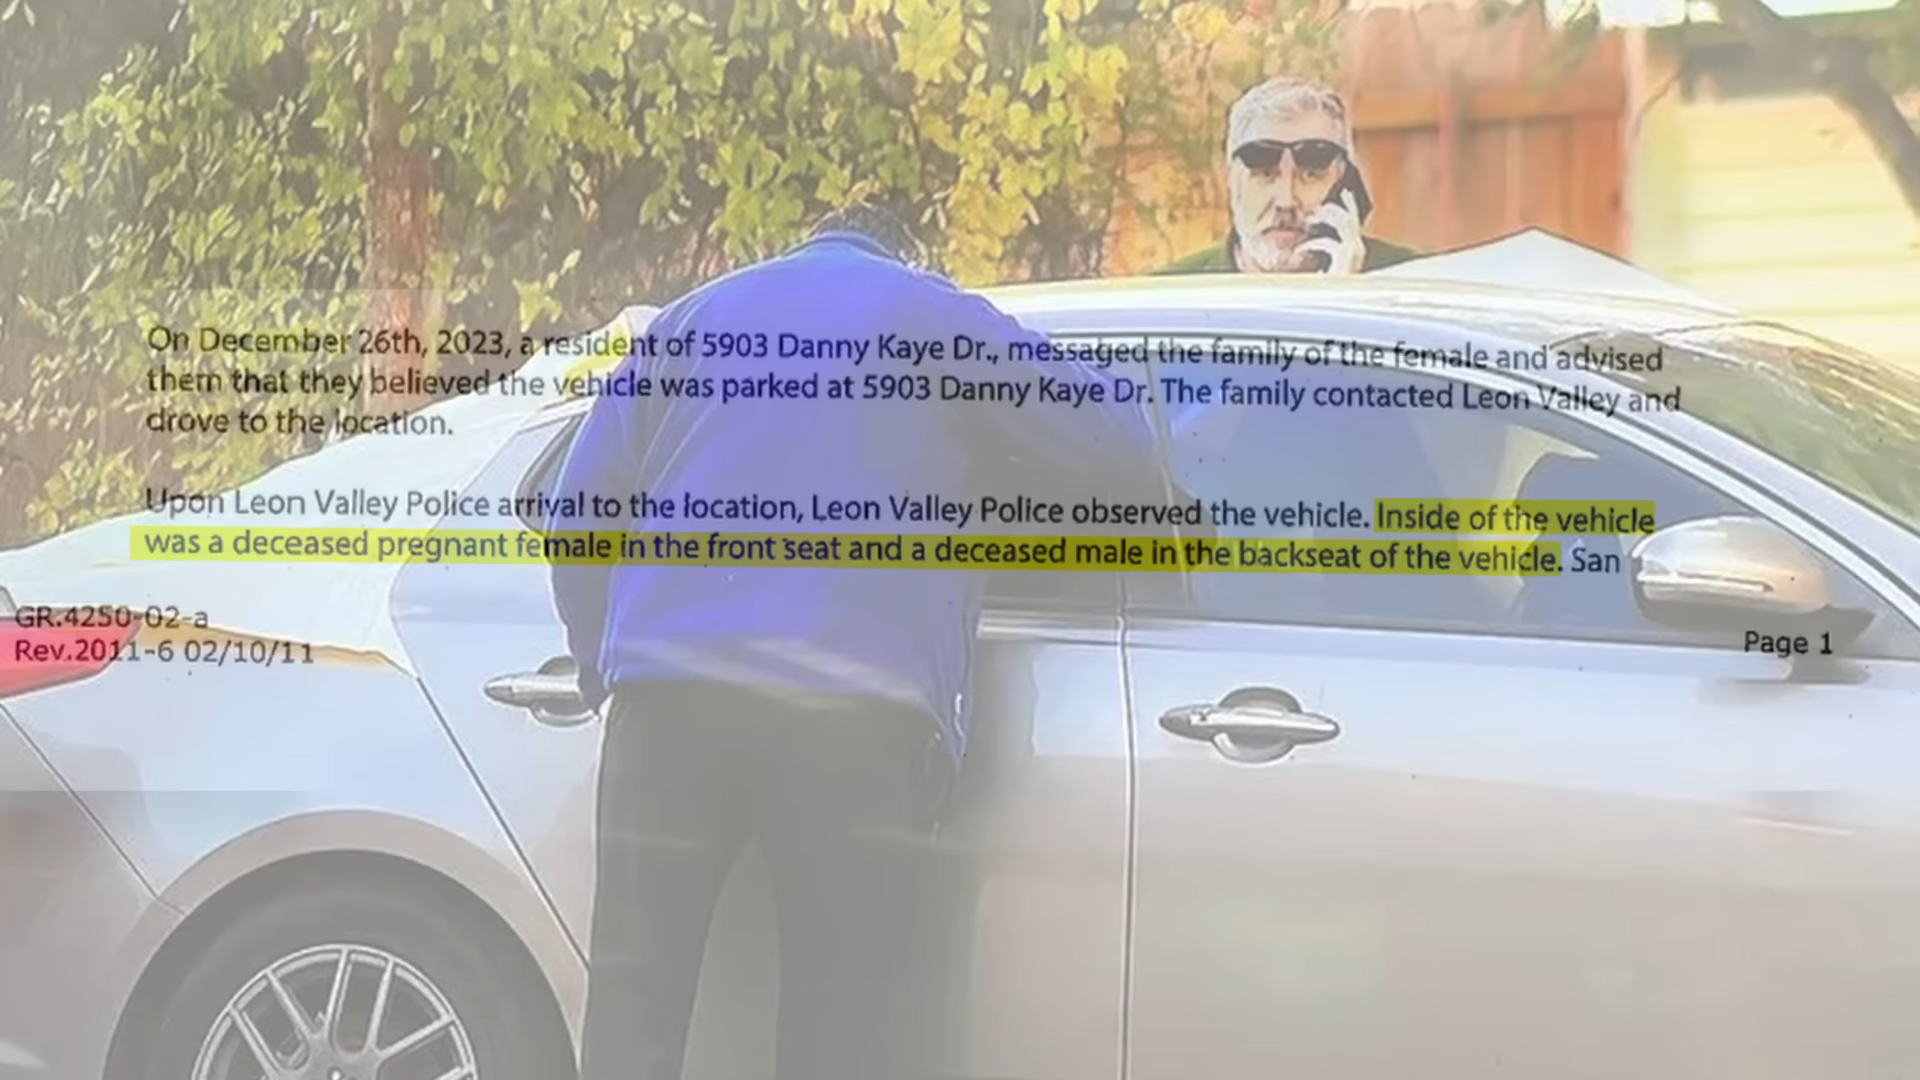 On December 26th, 2023, a resident of 5903 Danny Kaye Dr., messaged the family of the female and advised
them that they believed the vehicle was parked at 5903 Danny Kaye Dr. The family contacted Leon Valley and
drove to the location.
Upon Leon Valley Police arrival to the location, Leon Valley Police observed the vehicle. Inside of the vehicle
was a deceased pregnant female in the front seat and a deceased male in the backseat of the vehicle. San
GR.4250-02-a
Rev.2011-6 02/10/11
Page 1